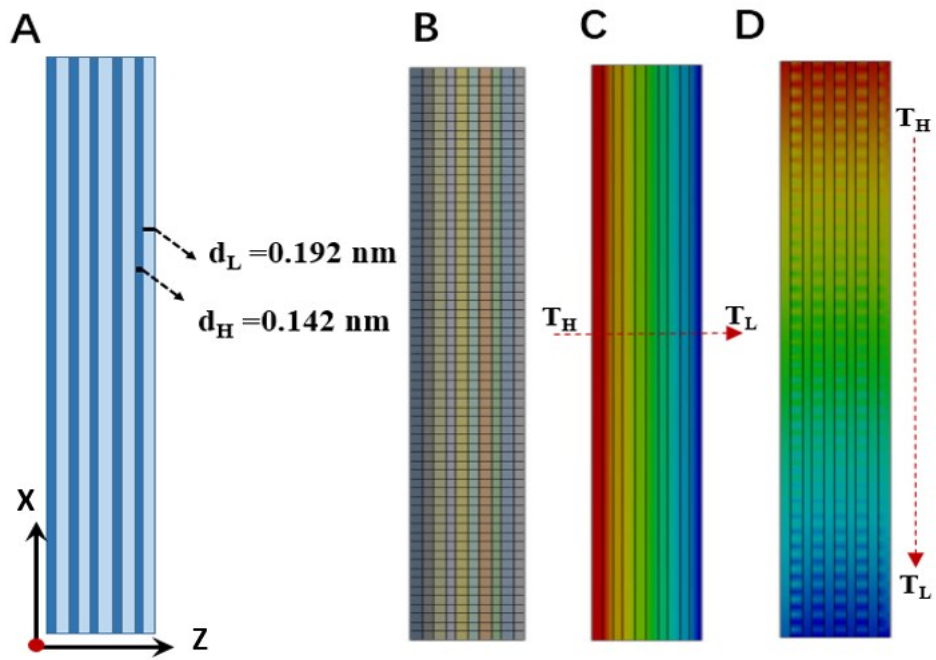 A
B
C
D
d_L =0.192 nm
d_H =0.142 nm
T_H
T_L
T_H
T_L
X
Z